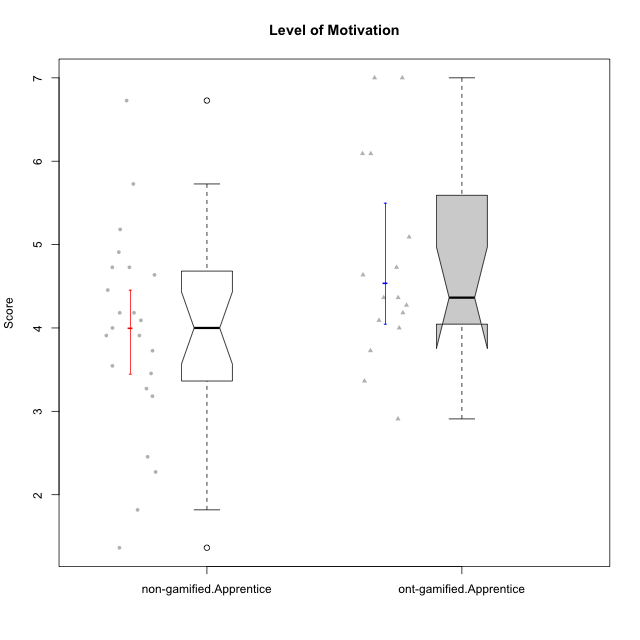 Level of Motivation
Score
7
6
5
4
3
2
non-gamified.Apprentice
ont-gamified.Apprentice